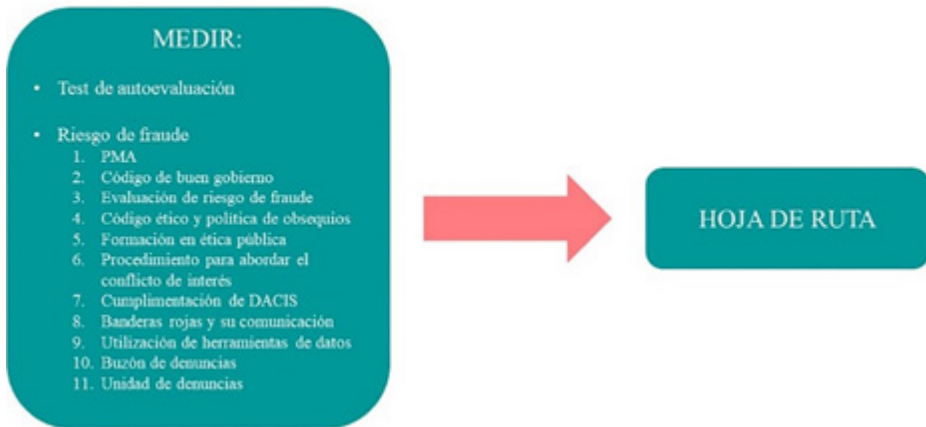 MEDIR:
• Test de autoevaluación
• Riesgo de fraude
1. PMA
2. Código de buen gobierno
3. Evaluación de riesgo de fraude
4. Código ético y política de obsequios
5. Formación en ética pública
6. Procedimiento para abordar el
conflicto de interés
7. Cumplimentación de DACIS
8. Banderas rojas y su comunicación
9. Utilización de herramientas de datos
10. Buzón de denuncias
11. Unidad de denuncias
HOJA DE RUTA